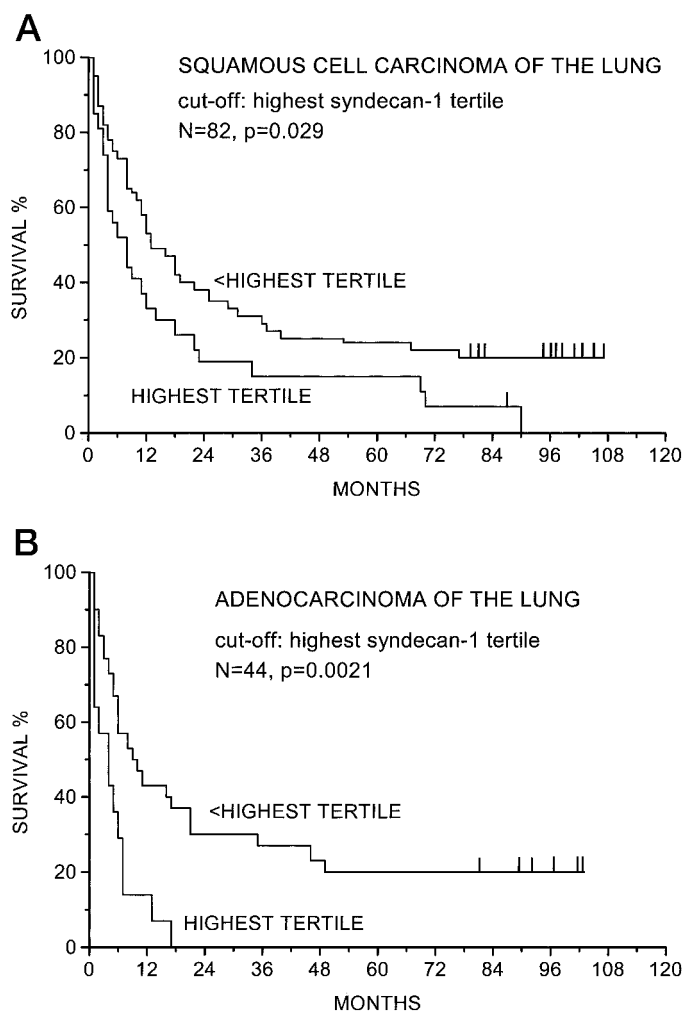 A
SQUAMOUS CELL CARCINOMA OF THE LUNG
cut-off: highest syndecan-1 tertile
N=82, p=0.029
100
80
60
40
20
0
SURVIVAL %
<HIGHEST TERTILE
HIGHEST TERTILE
0 12 24 36 48 60 72 84 96 108 120
MONTHS
B
ADENOCARCINOMA OF THE LUNG
cut-off: highest syndecan-1 tertile
N=44, p=0.0021
100
80
60
40
20
0
SURVIVAL %
<HIGHEST TERTILE
HIGHEST TERTILE
0 12 24 36 48 60 72 84 96 108 120
MONTHS